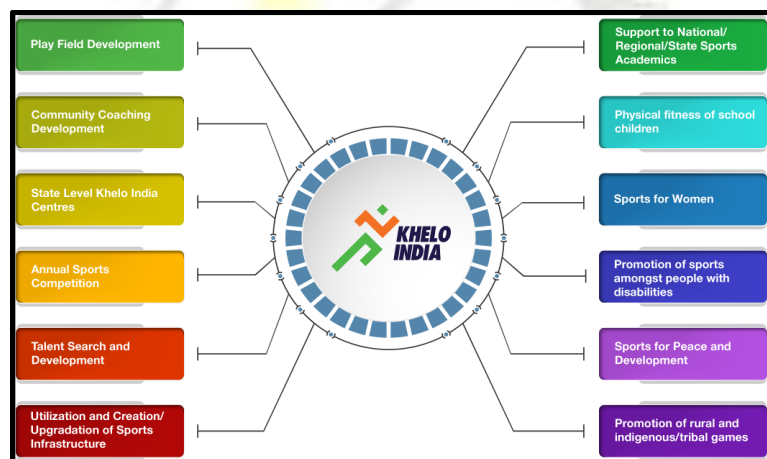 Play Field Development
Community Coaching
Development
State Level Khelo India
Centres
Annual Sports
Competition
Talent Search and
Development
Utilization and Creation/
Upgradation of Sports
Infrastructure
KHELO
INDIA
Support to National/
Regional/State Sports
Academics
Physical fitness of school
children
Sports for Women
Promotion of sports
amongst people with
disabilities
Sports for Peace and
Development
Promotion of rural and
indigenous/tribal games